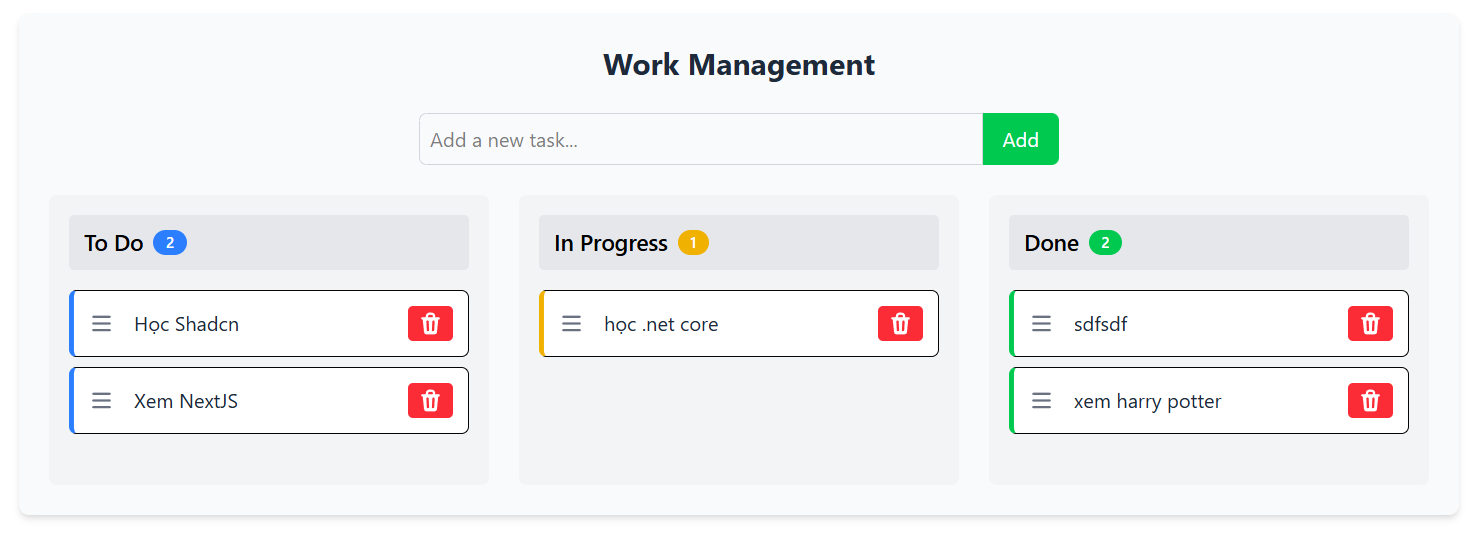 Work Management
Add a new task...
Add
To Do 2
Học Shadcn
Xem NextJS
In Progress 1
học .net core
Done 2
sdfsdf
xem harry potter